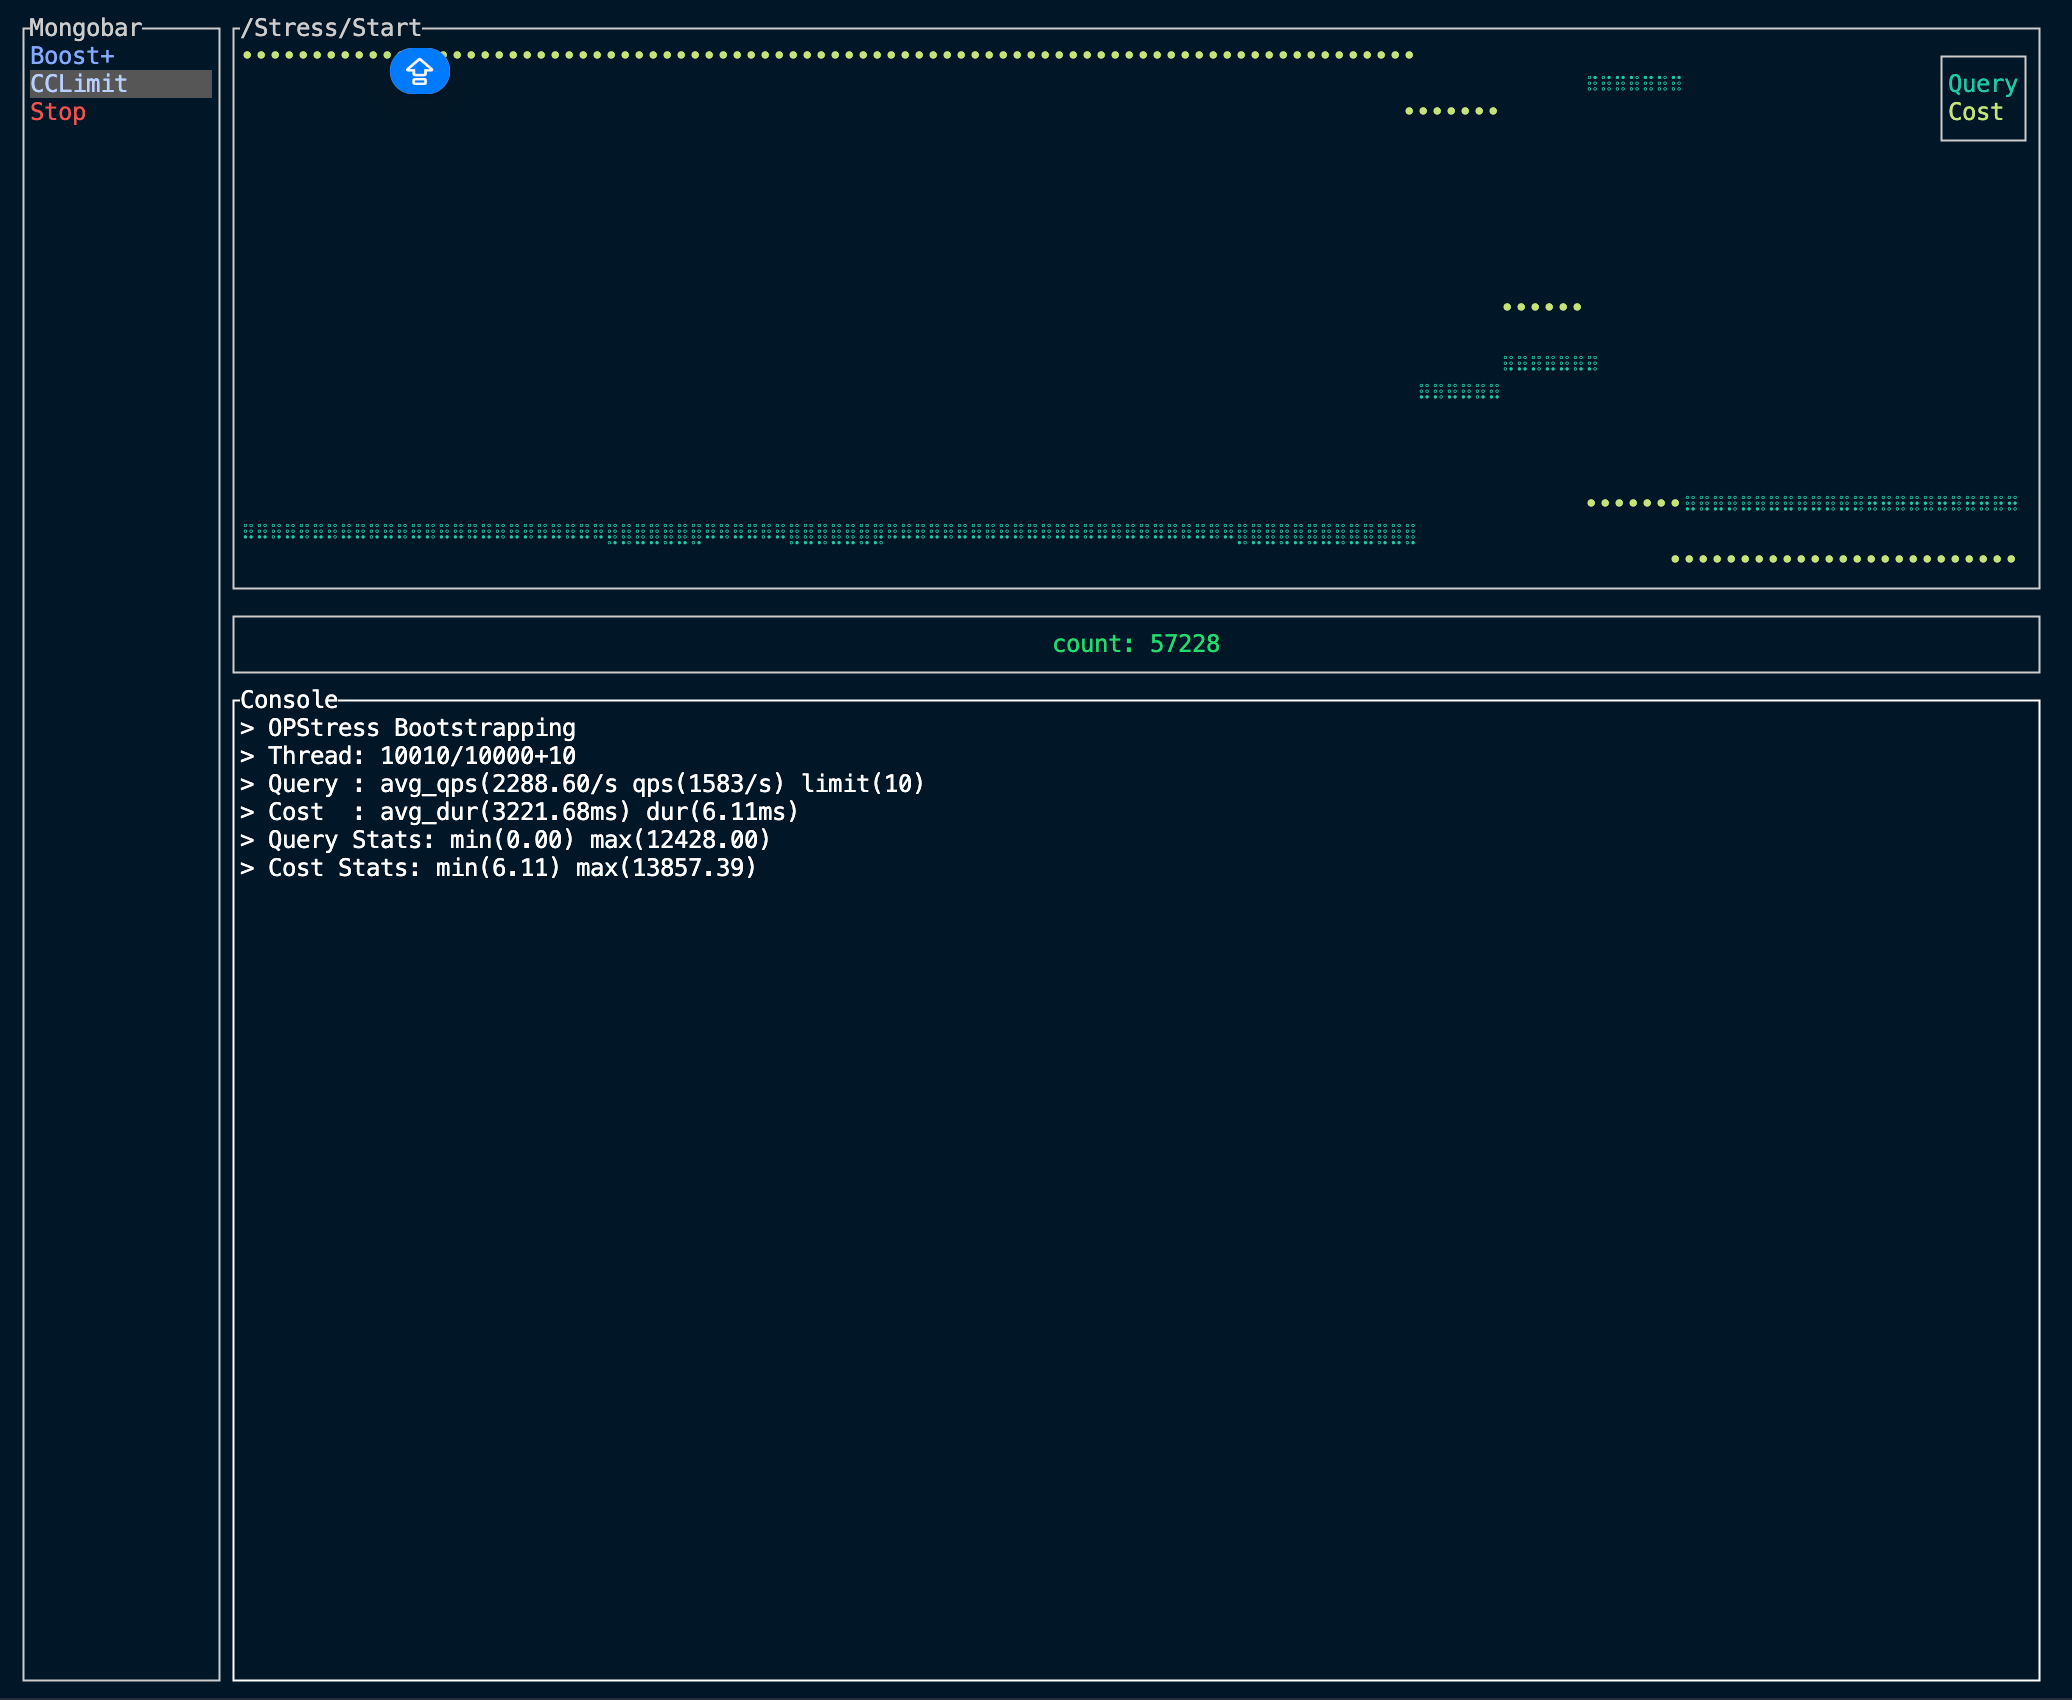 Mongobar
Boost+
CCLimit
Stop
/Stress/Start
Query
Cost
count: 57228
Console
> OPStress Bootstrapping
> Thread: 10010/10000+10
> Query : avg_qps(2288.60/s qps(1583/s) limit(10)
> Cost  : avg_dur(3221.68ms) dur(6.11ms)
> Query Stats: min(0.00) max(12428.00)
> Cost Stats: min(6.11) max(13857.39)